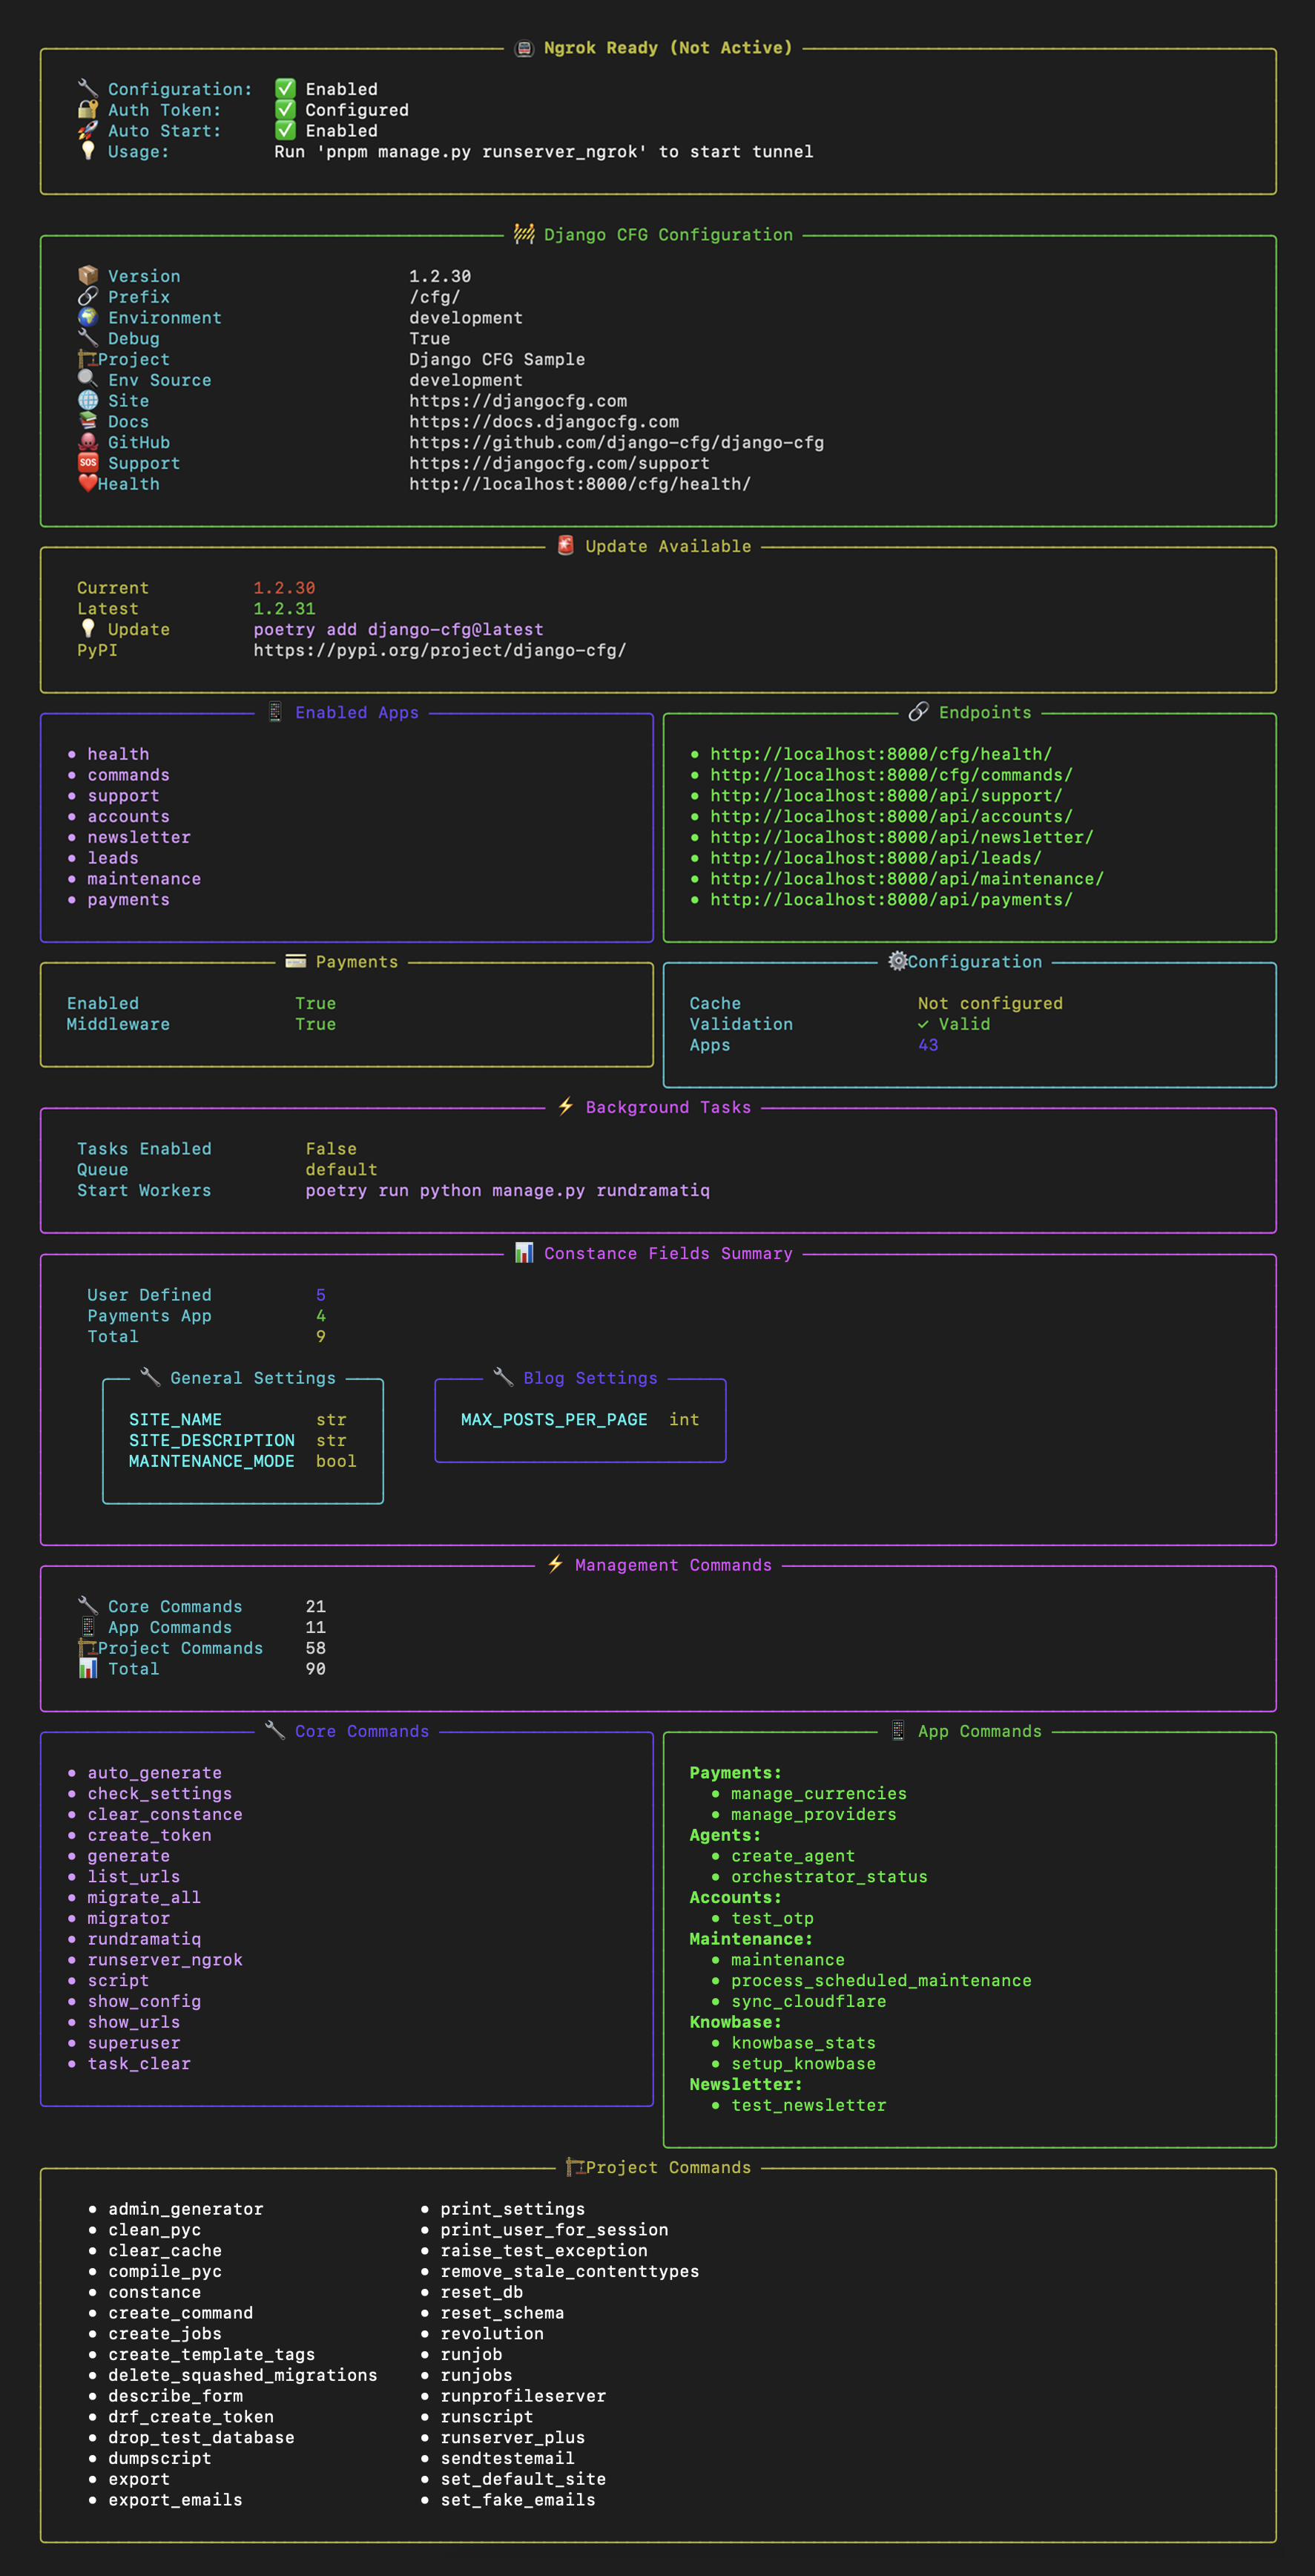 Ngrok Ready (Not Active)
Configuration: Enabled
Auth Token: Configured
Auto Start: Enabled
Usage: Run 'pnpm manage.py runserver_ngrok' to start tunnel
Django CFG Configuration
Version 1.2.30
Prefix /cfg/
Environment development
Debug True
Project Django CFG Sample
Env Source development
Site https://djangocfg.com
Docs https://docs.djangocfg.com
GitHub https://github.com/django-cfg/django-cfg
SOS Support https://djangocfg.com/support
Health http://localhost:8000/cfg/health/
Update Available
Current 1.2.30
Latest 1.2.31
Update poetry add django-cfg@latest
PyPI https://pypi.org/project/django-cfg/
Enabled Apps
• health
• commands
• support
• accounts
• newsletter
• leads
• maintenance
• payments
Endpoints
• http://localhost:8000/cfg/health/
• http://localhost:8000/cfg/commands/
• http://localhost:8000/api/support/
• http://localhost:8000/api/accounts/
• http://localhost:8000/api/newsletter/
• http://localhost:8000/api/leads/
• http://localhost:8000/api/maintenance/
• http://localhost:8000/api/payments/
Payments
Enabled True
Middleware True
Configuration
Cache Not configured
Validation ✓ Valid
Apps 43
Background Tasks
Tasks Enabled False
Queue default
Start Workers poetry run python manage.py rundramatiq
Constance Fields Summary
User Defined 5
Payments App 4
Total 9
General Settings
SITE_NAME str
SITE_DESCRIPTION str
MAINTENANCE_MODE bool
Blog Settings
MAX_POSTS_PER_PAGE int
Management Commands
Core Commands 21
App Commands 11
Project Commands 58
Total 90
Core Commands
• auto_generate
• check_settings
• clear_constance
• create_token
• generate
• list_urls
• migrate_all
• migrator
• rundramatiq
• runserver_ngrok
• script
• show_config
• show_urls
• superuser
• task_clear
App Commands
Payments:
• manage_currencies
• manage_providers
Agents:
• create_agent
• orchestrator_status
Accounts:
• test_otp
Maintenance:
• maintenance
• process_scheduled_maintenance
• sync_cloudflare
Knowbase:
• knowbase_stats
• setup_knowbase
Newsletter:
• test_newsletter
Project Commands
• admin_generator
• clean_pyc
• clear_cache
• compile_pyc
• constance
• create_command
• create_jobs
• create_template_tags
• delete_squashed_migrations
• describe_form
• drf_create_token
• drop_test_database
• dumpscript
• export
• export_emails
• print_settings
• print_user_for_session
• raise_test_exception
• remove_stale_contenttypes
• reset_db
• reset_schema
• revolution
• runjob
• runjobs
• runprofileserver
• runscript
• runserver_plus
• sendtestemail
• set_default_site
• set_fake_emails